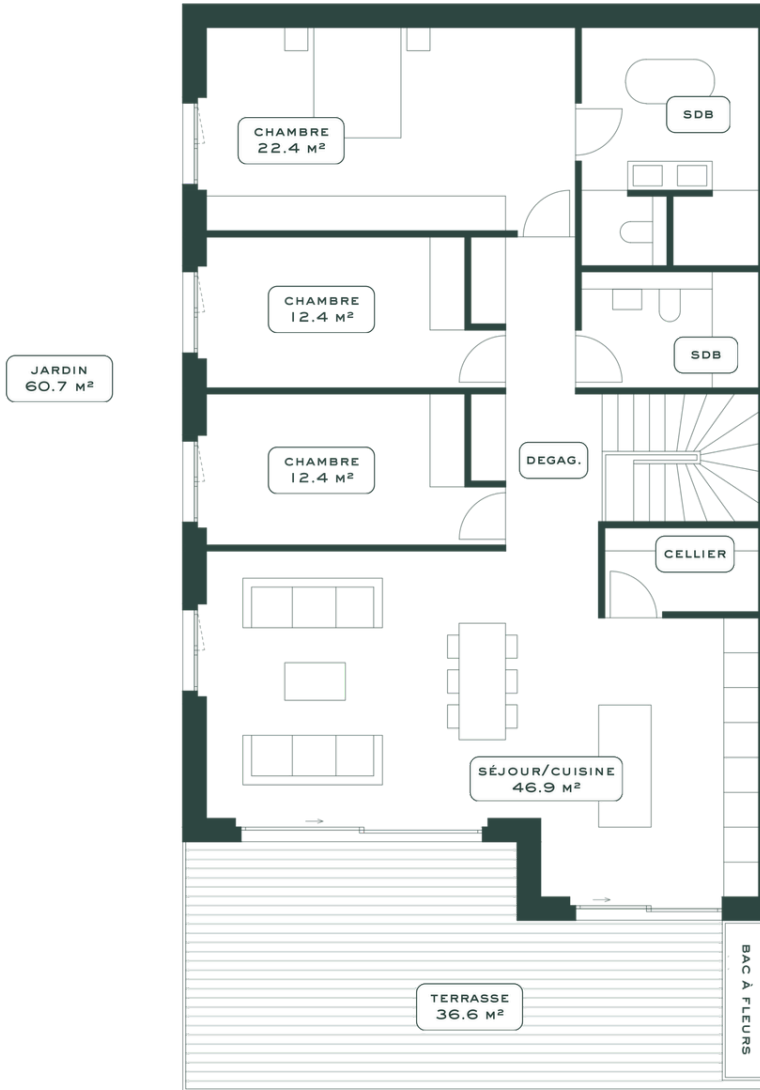 SDB
CHAMBRE
22.4 M²
CHAMBRE
12.4 M²
SDB
JARDIN
60.7 M²
CHAMBRE
12.4 M²
DEGAG.
CELLIER
SÉJOUR/CUISINE
46.9 M²
TERRASSE
36.6 M²
BAC À FLEURS